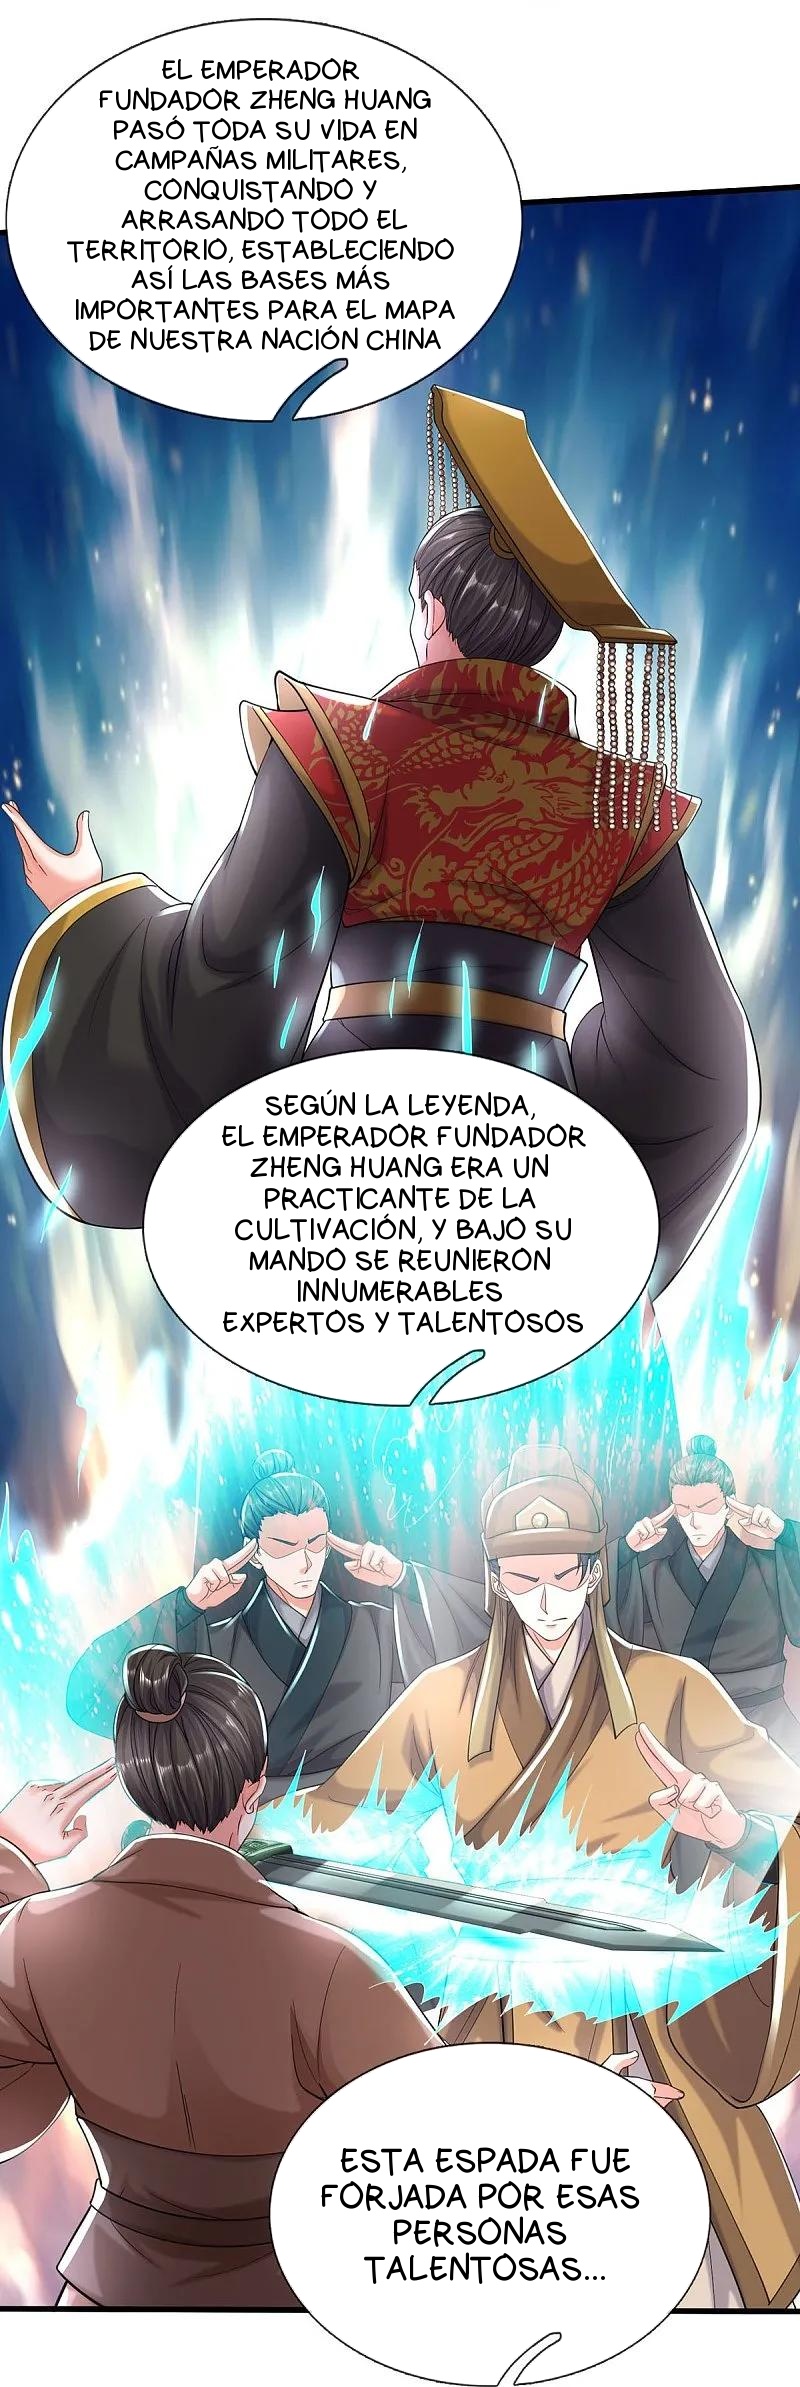 EL EMPERADOR
FUNDADOR ZHENG HUANG
PASÓ TODA SU VIDA EN
CAMPAÑAS MILITARES,
CONQUISTANDO Y
ARRASANDO TODO EL
TERRITORIO, ESTABLECIENDO
ASÍ LAS BASES MÁS
IMPORTANTES PARA EL MAPA
DE NUESTRA NACIÓN CHINA
SEGÚN LA LEYENDA,
EL EMPERADOR FUNDADOR
ZHENG HUANG ERA UN
PRACTICANTE DE LA
CULTIVACIÓN, Y BAJO SU
MANDO SE REUNIERON
INNUMERABLES
EXPERTOS Y TALENTOSOS
ESTA ESPADA FUE
FORJADA POR ESAS
PERSONAS
TALENTOSAS...